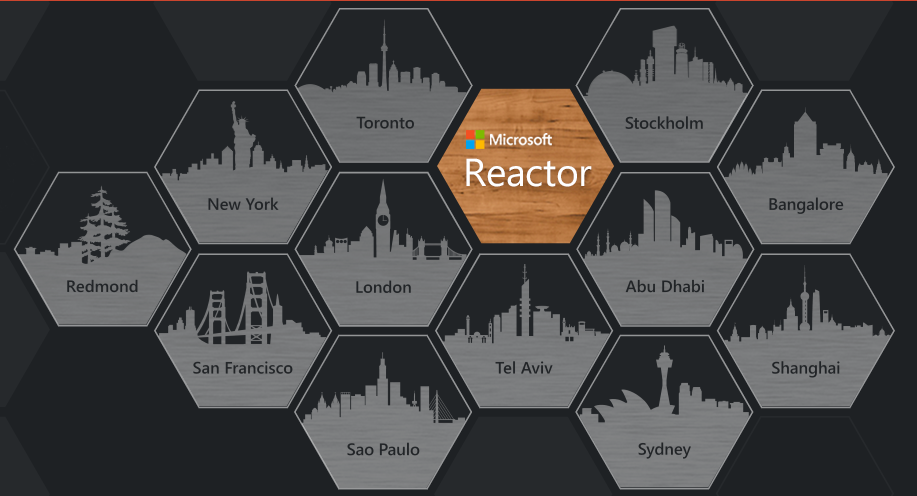 Toronto
Stockholm
Microsoft
Reactor
New York
Bangalore
Redmond
London
Abu Dhabi
San Francisco
Tel Aviv
Shanghai
Sao Paulo
Sydney